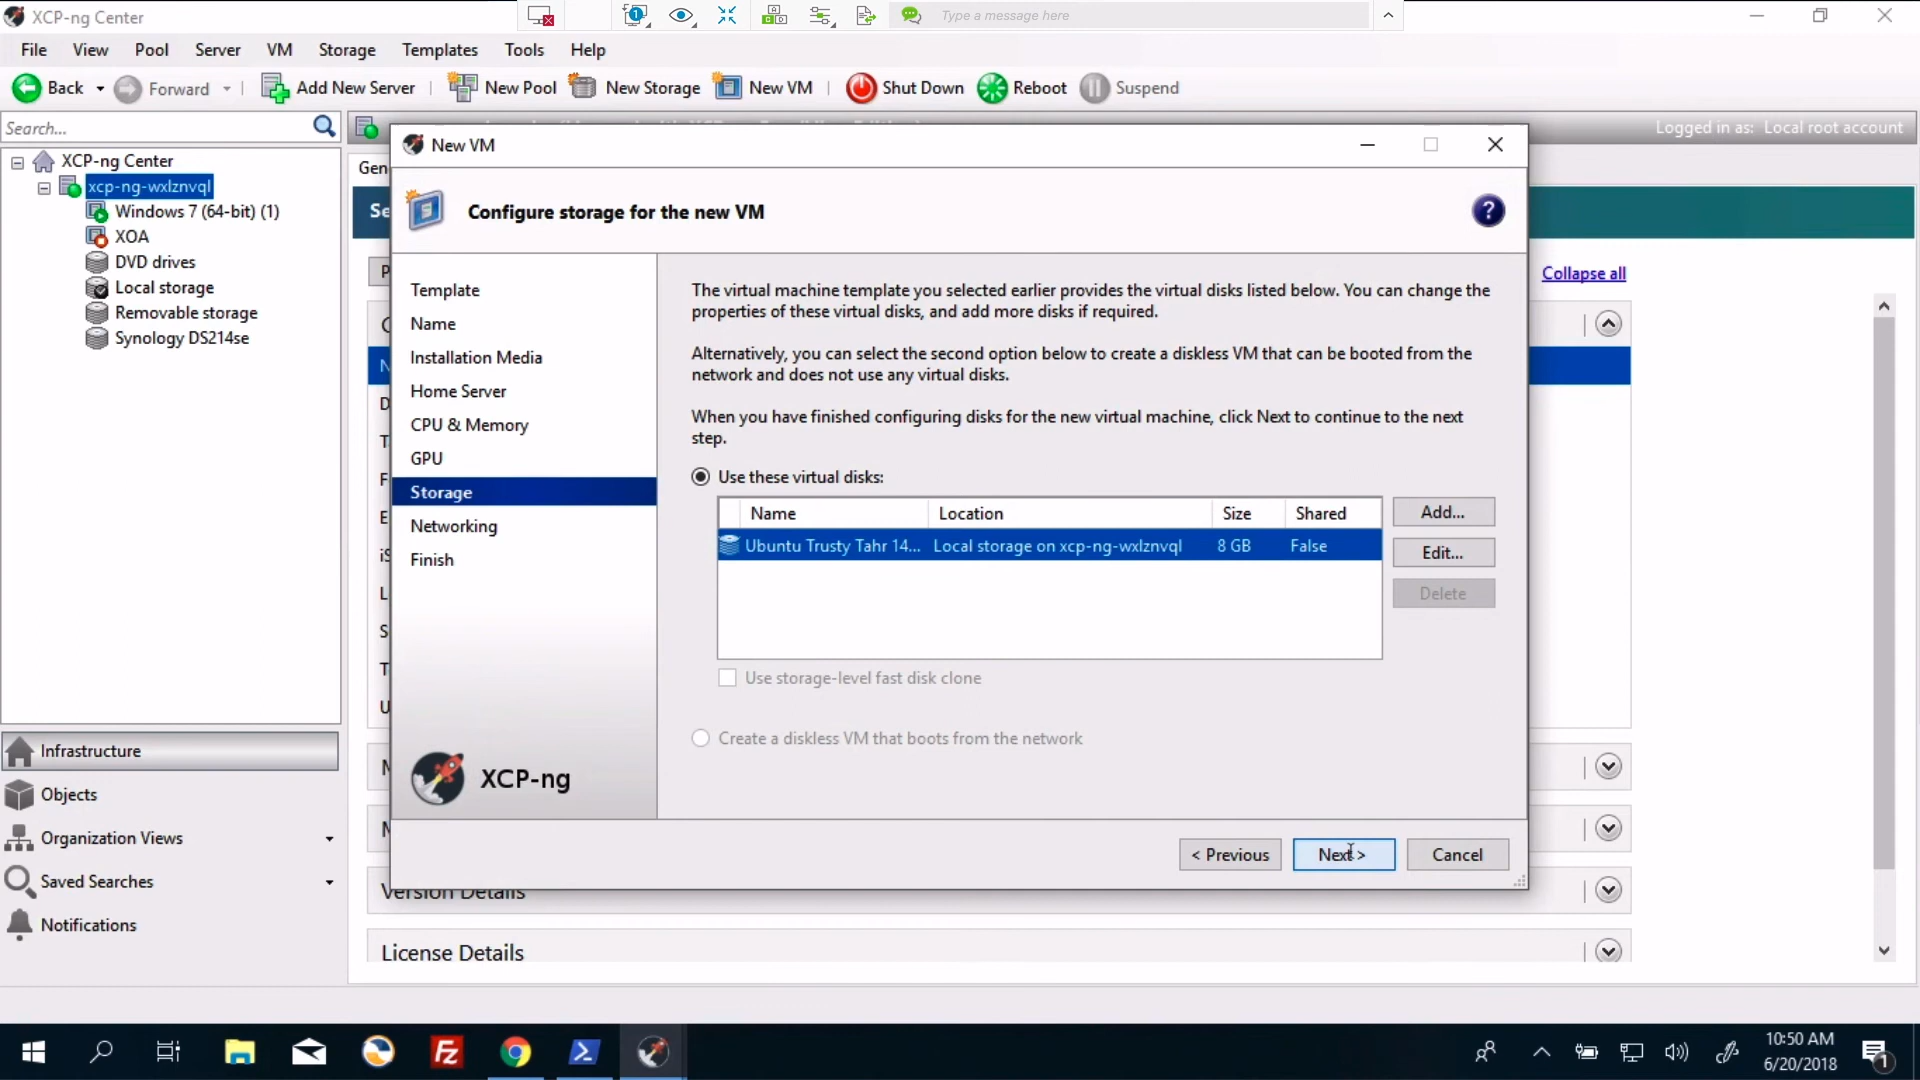 XCP-ng Center
1
Type a message here
File
View
Pool
Server
VM
Storage
Templates
Tools
Help
Back
Forward
Add New Server
New Pool
New Storage
New VM
Shut Down
Reboot
Suspend
Search...
Logged in as: Local root account
XCP-ng Center
xcp-ng-wxlznvql
Windows 7 (64-bit) (1)
XOA
DVD drives
Local storage
Removable storage
Synology DS214se
Infrastructure
Objects
Organization Views
Saved Searches
Notifications
Gen
Se
Collapse all
New VM
Configure storage for the new VM
?
Template
Name
Installation Media
Home Server
CPU & Memory
GPU
Storage
Networking
Finish
XCP-ng
The virtual machine template you selected earlier provides the virtual disks listed below. You can change the
properties of these virtual disks, and add more disks if required.
Alternatively, you can select the second option below to create a diskless VM that can be booted from the
network and does not use any virtual disks.
When you have finished configuring disks for the new virtual machine, click Next to continue to the next
step.
Use these virtual disks:
Name Location Size Shared
Ubuntu Trusty Tahr 14... Local storage on xcp-ng-wxlznvql 8 GB False
Add...
Edit...
Delete
Use storage-level fast disk clone
Create a diskless VM that boots from the network
< Previous
Next >
Cancel
Version Details
License Details
Fz
10:50 AM
6/20/2018
1